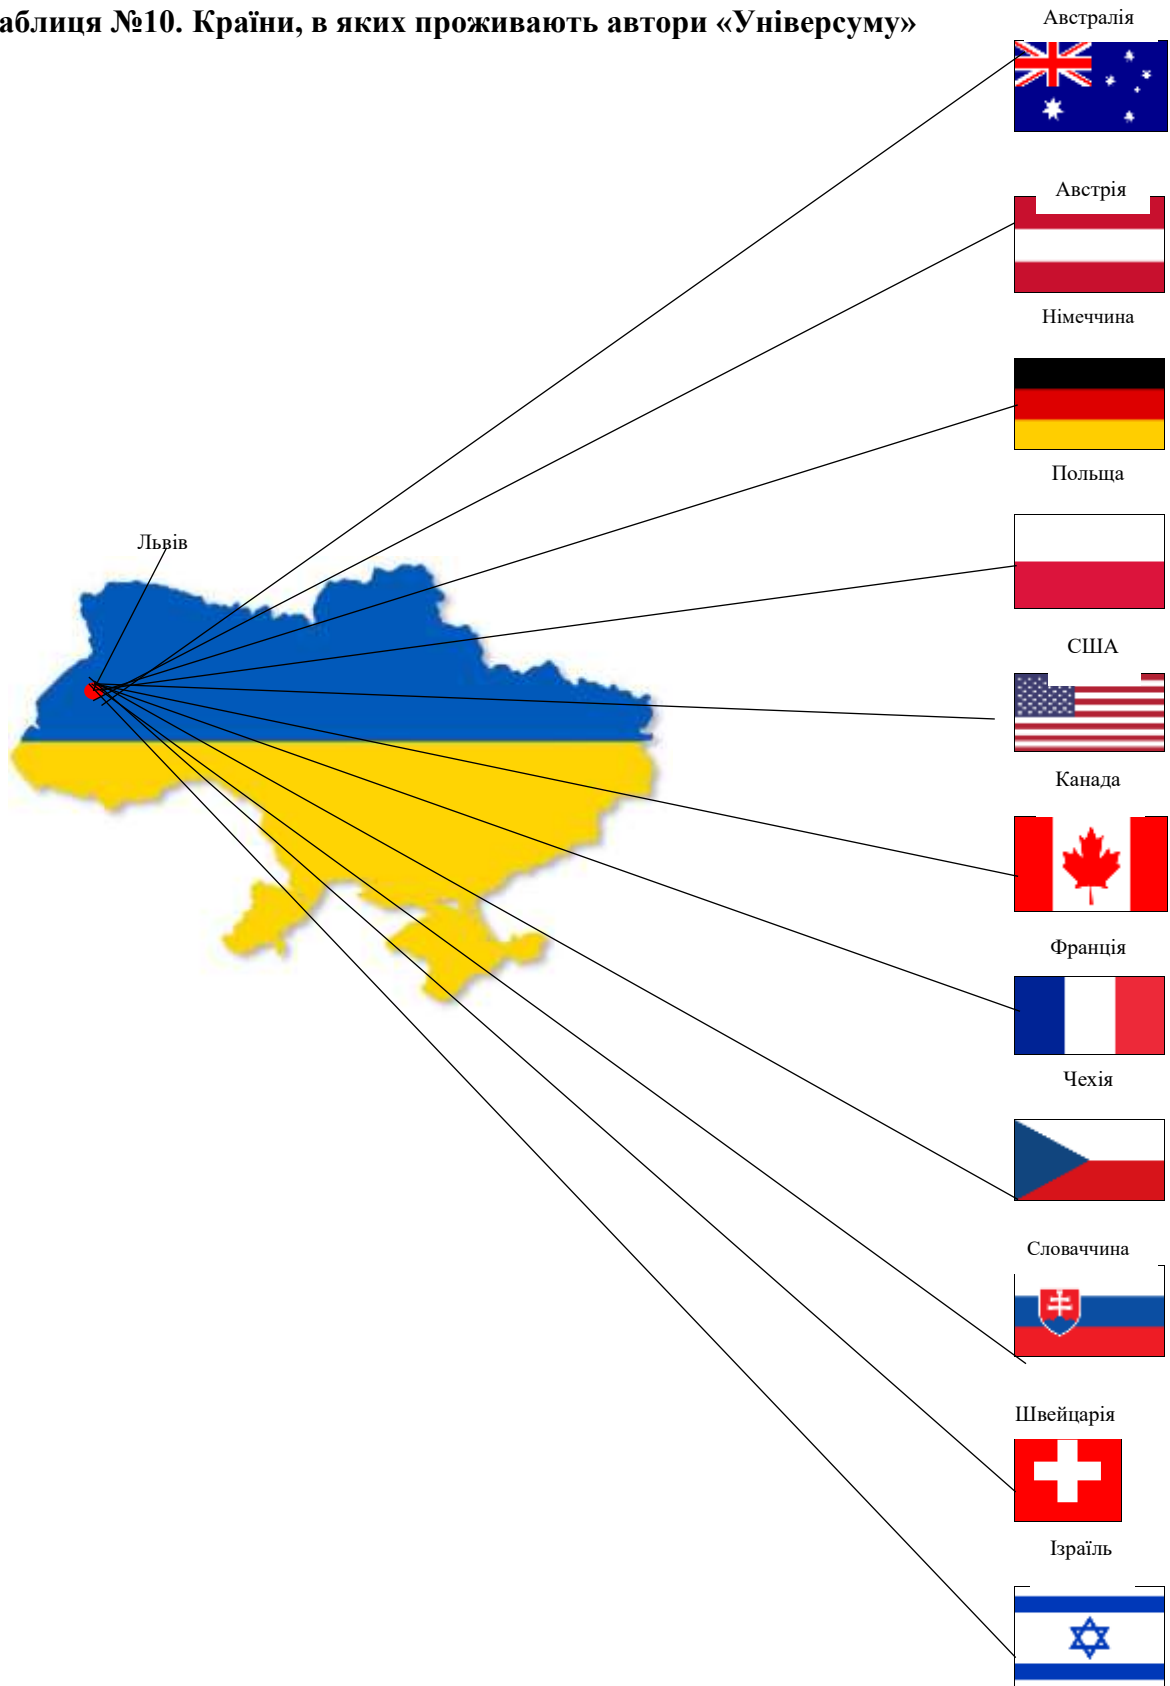 аблиця №10. Країни, в яких проживають автори «Універсуму»
Австралія
Австрія
Німеччина
Польща
Львів
США
Канада
Франція
Чехія
Словаччина
Швейцарія
Ізраїль